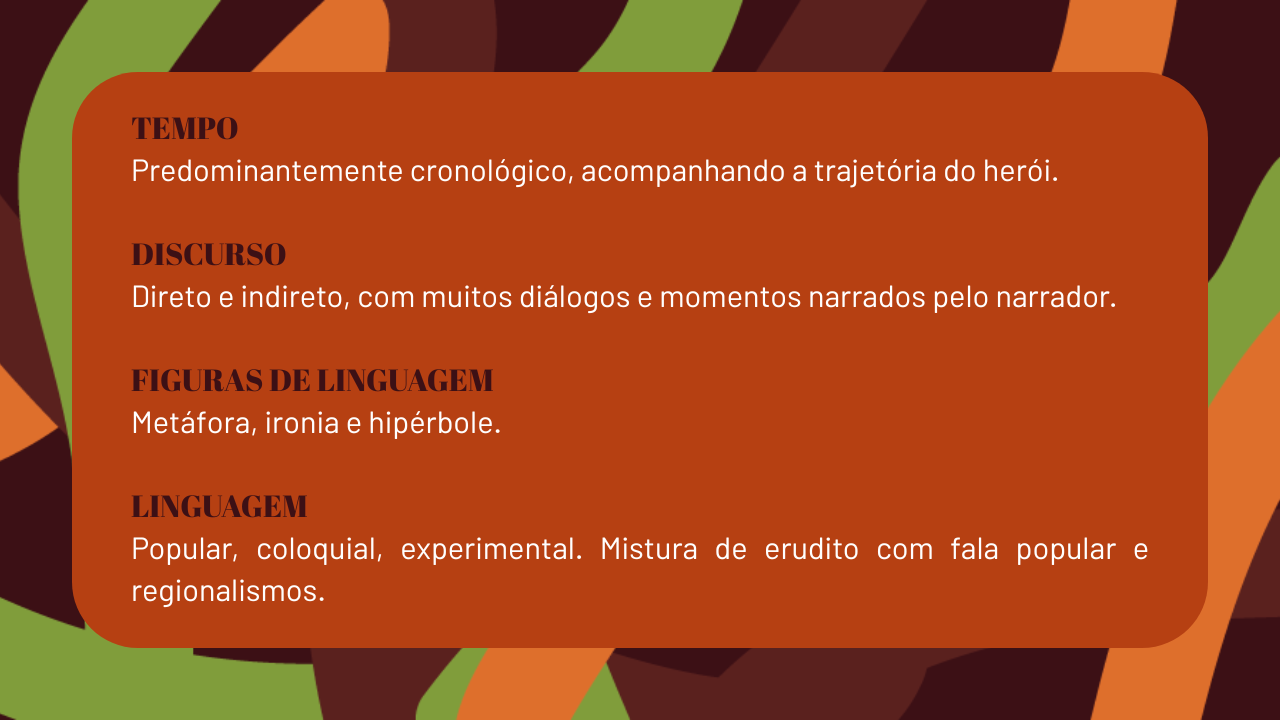 TEMPO
Predominantemente cronológico, acompanhando a trajetória do herói.
DISCURSO
Direto e indireto, com muitos diálogos e momentos narrados pelo narrador.
FIGURAS DE LINGUAGEM
Metáfora, ironia e hipérbole.
LINGUAGEM
Popular, coloquial, experimental. Mistura de erudito com fala popular e
regionalismos.